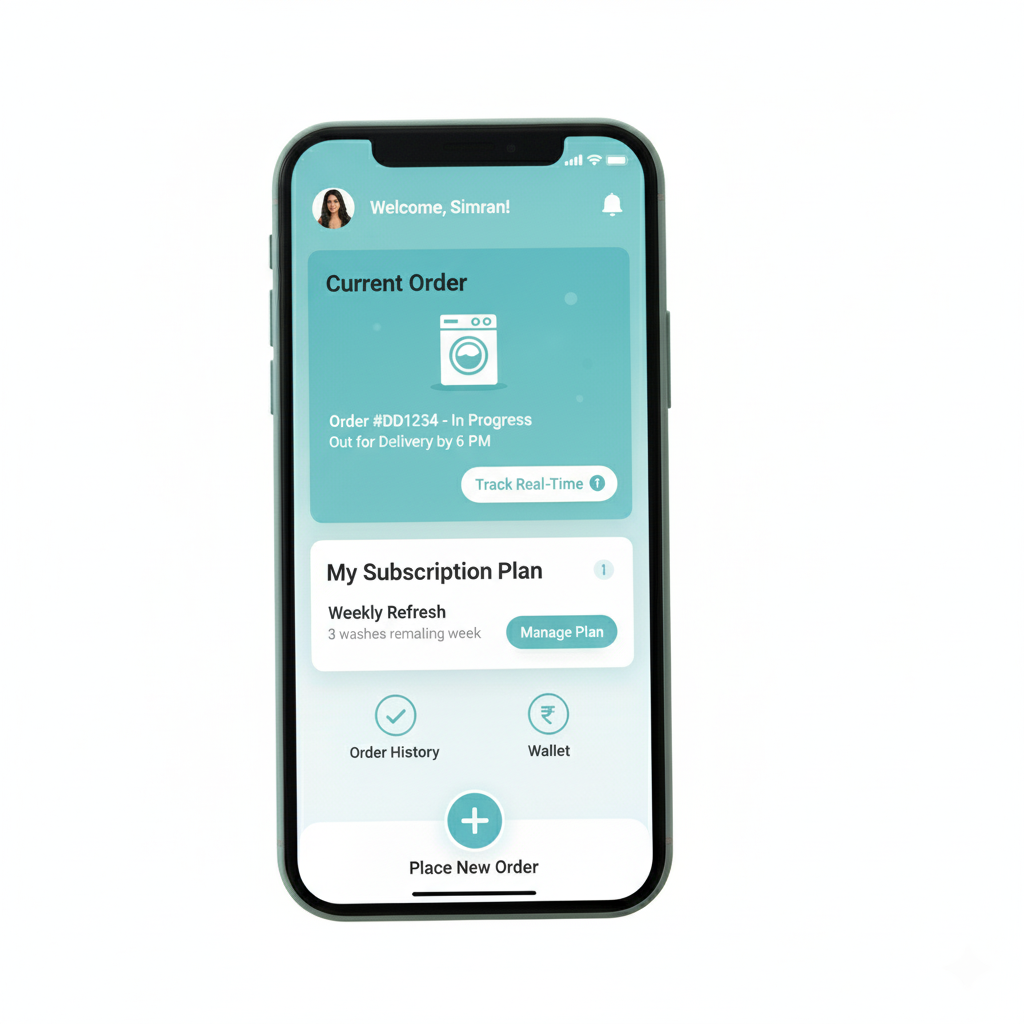 Welcome, Simran!
Current Order
Order #DD1234 - In Progress
Out for Delivery by 6 PM
Track Real-Time
My Subscription Plan
1
Weekly Refresh
3 washes remaling week
Manage Plan
Order History
₹
Wallet
Place New Order